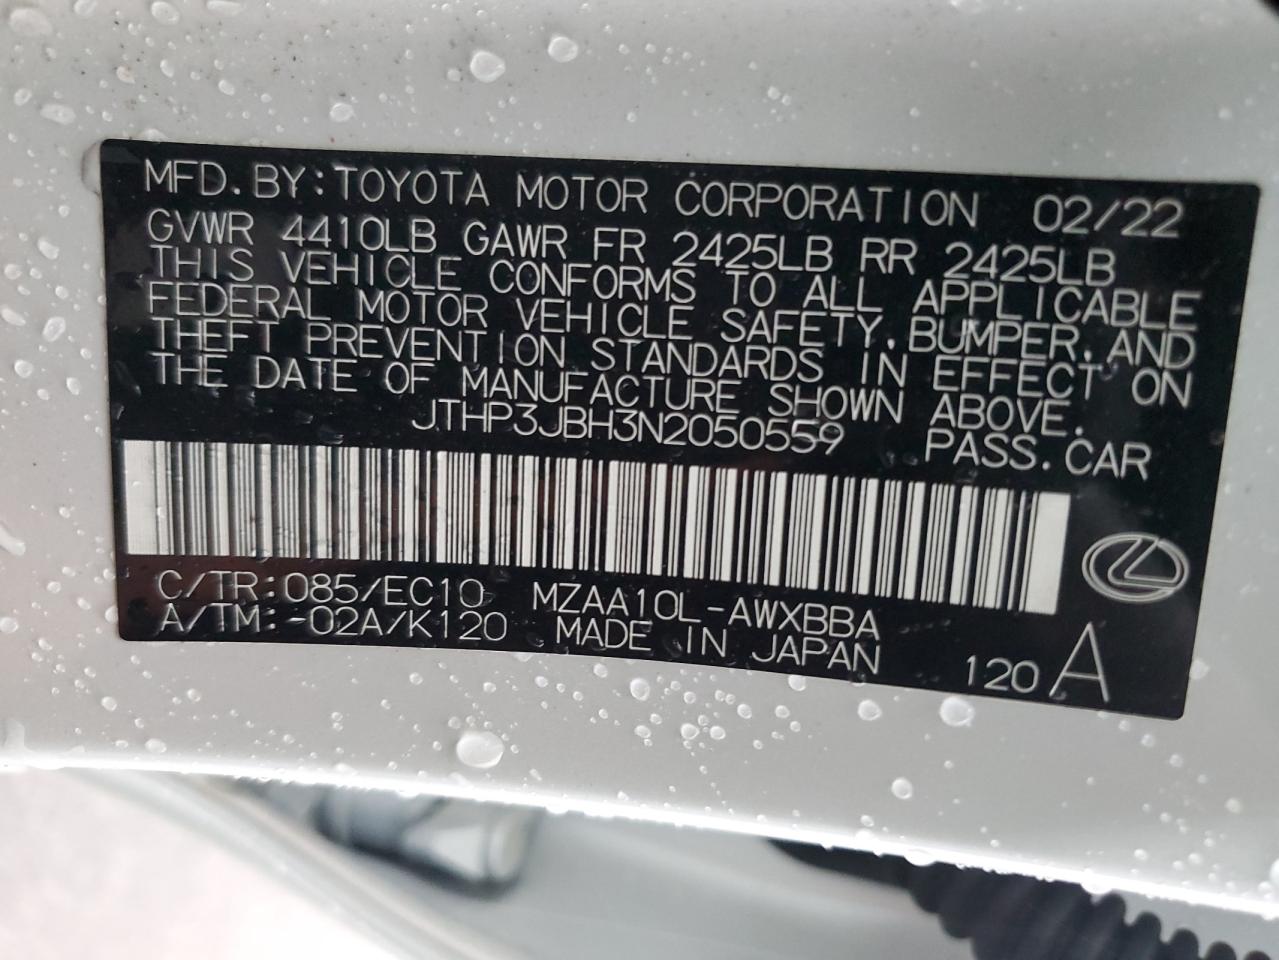 MFD.BY:TOYOTA MOTOR CORPORATION 02/22
GVWR 4410LB GAWR FR 2425LB RR 2425LB
THIS VEHICLE CONFORMS TO ALL APPLICABLE
FEDERAL MOTOR VEHICLE SAFETY,BUMPER,AND
THEFT PREVENTION STANDARDS IN EFFECT ON
THE DATE OF MANUFACTURE SHOWN ABOVE.
JTHP3JBH3N2050559 PASS.CAR
C/TR:085/EC10 MZAA10L-AWXBBA
A/TM:-02A/K120 MADE IN JAPAN 120 A